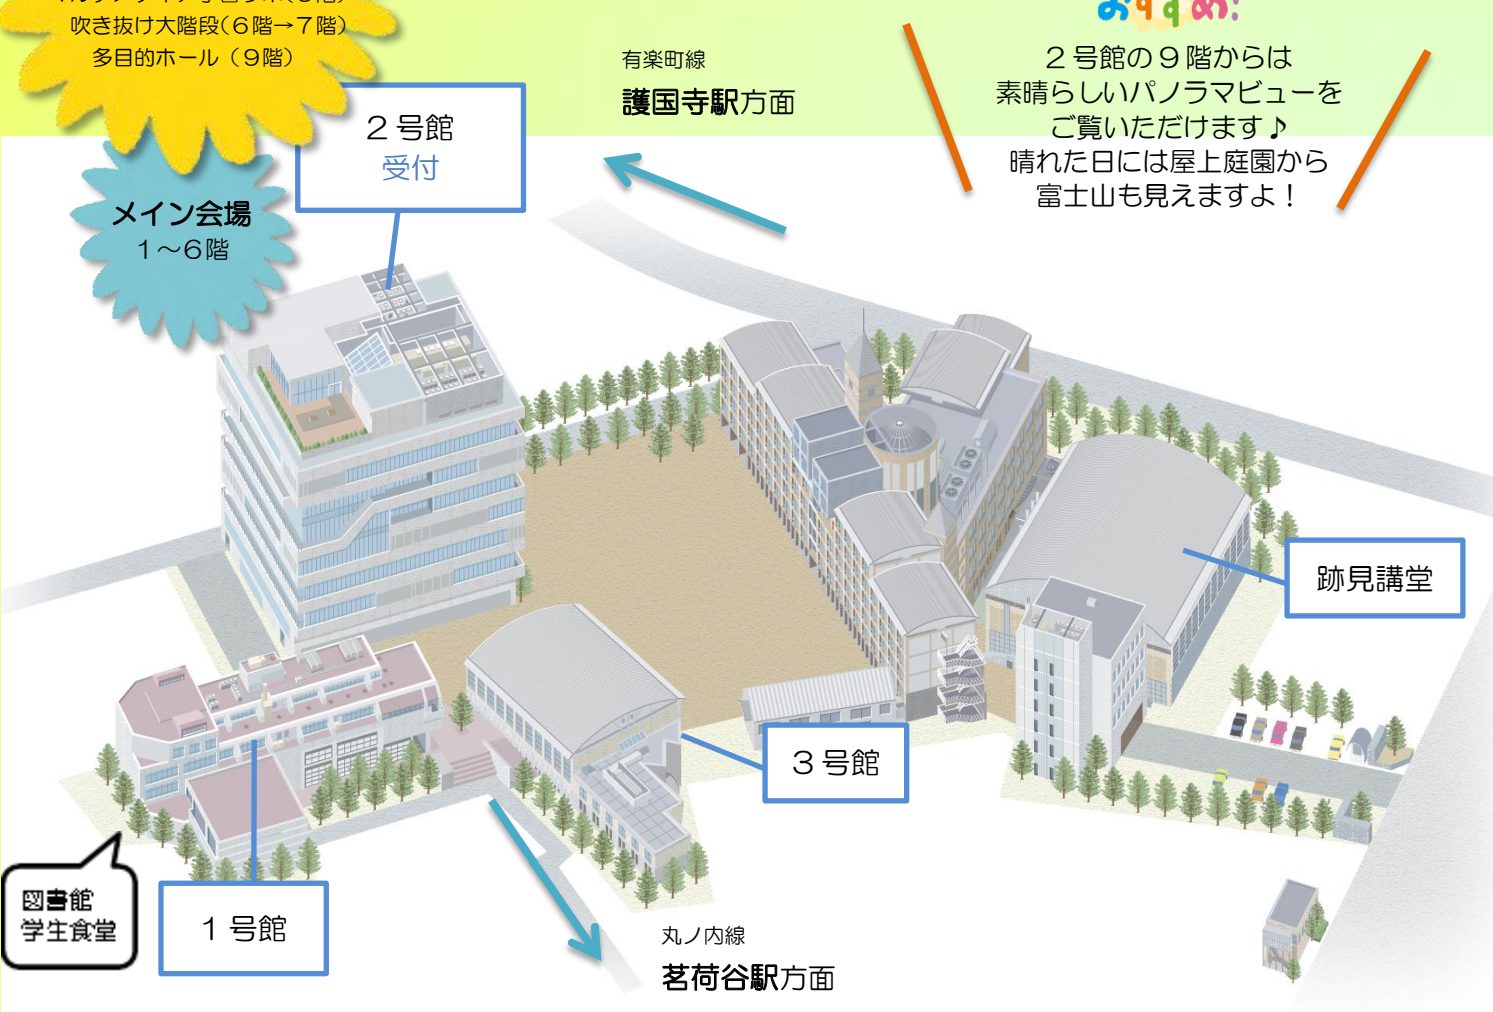 吹き抜け大階段(６階→７階)
多目的ホール（９階）
おすすめ!
２号館の９階からは
素晴らしいパノラマビューを
ご覧いただけます♪
晴れた日には屋上庭園から
富士山も見えますよ！
有楽町線
護国寺駅方面
２号館
受付
メイン会場
１～６階
跡見講堂
３号館
図書館
学生食堂
１号館
丸ノ内線
茗荷谷駅方面